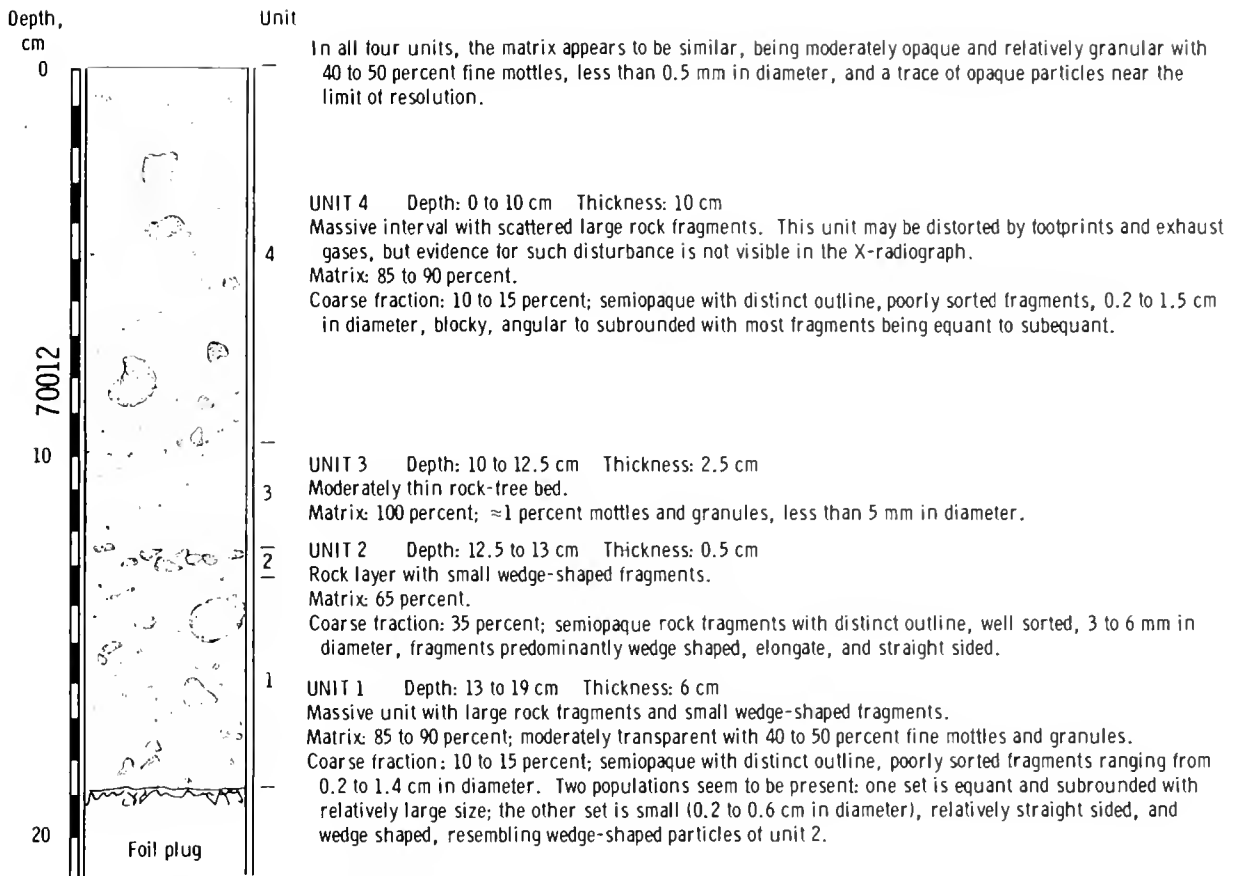 Depth,
cm
Unit
0
In all four units, the matrix appears to be similar, being moderately opaque and relatively granular with
40 to 50 percent fine mottles, less than 0.5 mm in diameter, and a trace of opaque particles near the
limit of resolution.
UNIT 4 Depth: 0 to 10 cm Thickness: 10 cm
Massive interval with scattered large rock fragments. This unit may be distorted by footprints and exhaust
gases, but evidence for such disturbance is not visible in the X-radiograph.
Matrix: 85 to 90 percent.
Coarse fraction: 10 to 15 percent; semiopaque with distinct outline, poorly sorted fragments, 0.2 to 1.5 cm
in diameter, blocky, angular to subrounded with most fragments being equant to subequant.
4
70012
10
UNIT 3 Depth: 10 to 12.5 cm Thickness: 2.5 cm
Moderately thin rock-free bed.
Matrix: 100 percent; ≈1 percent mottles and granules, less than 5 mm in diameter.
3
UNIT 2 Depth: 12.5 to 13 cm Thickness: 0.5 cm
Rock layer with small wedge-shaped fragments.
Matrix: 65 percent.
Coarse fraction: 35 percent; semiopaque rock fragments with distinct outline, well sorted, 3 to 6 mm in
diameter, fragments predominantly wedge shaped, elongate, and straight sided.
2
1
UNIT 1 Depth: 13 to 19 cm Thickness: 6 cm
Massive unit with large rock fragments and small wedge-shaped fragments.
Matrix: 85 to 90 percent; moderately transparent with 40 to 50 percent fine mottles and granules.
Coarse fraction: 10 to 15 percent; semiopaque with distinct outline, poorly sorted fragments ranging from
0.2 to 1.4 cm in diameter. Two populations seem to be present: one set is equant and subrounded with
relatively large size; the other set is small (0.2 to 0.6 cm in diameter), relatively straight sided, and
wedge shaped, resembling wedge-shaped particles of unit 2.
20
Foil plug